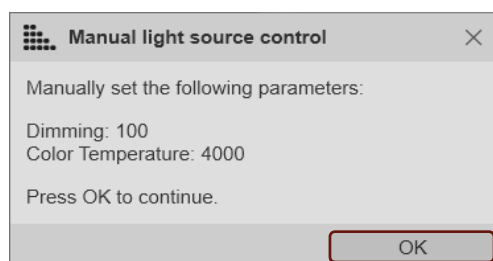 Manual light source control
Manually set the following parameters:
Dimming: 100
Color Temperature: 4000
Press OK to continue.
OK